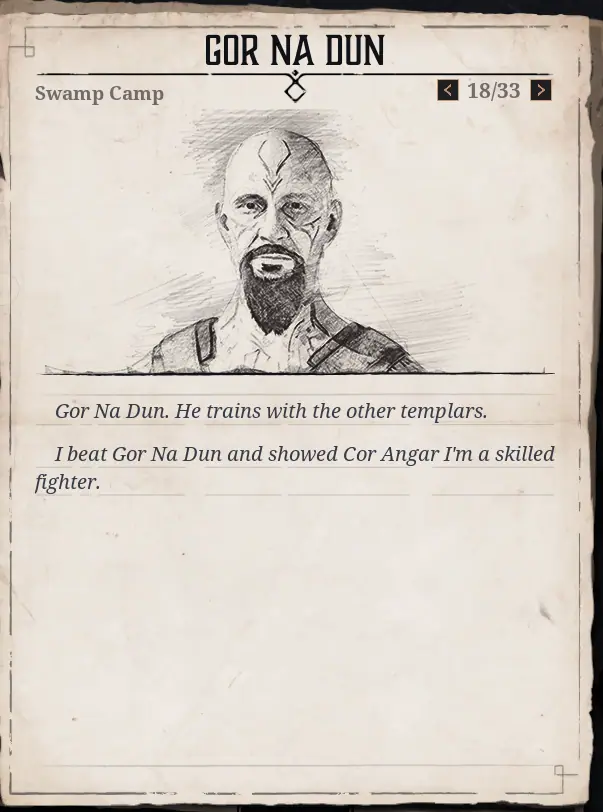 GOR NA DUN
Swamp Camp
18/33
Gor Na Dun. He trains with the other templars.
I beat Gor Na Dun and showed Cor Angar I'm a skilled
fighter.